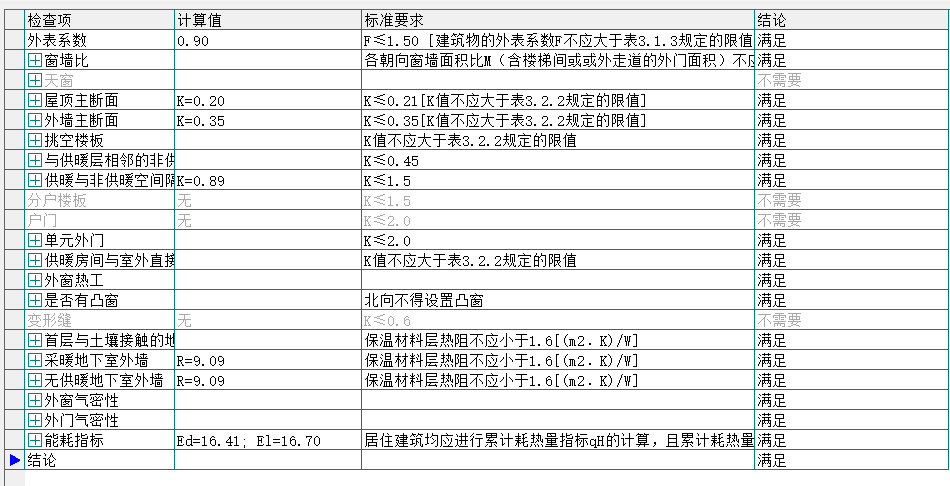 检查项 计算值 标准要求 结论
外表系数 0.90 F≤1.50 [建筑物的外表系数F不应大于表3.1.3规定的限值 满足
窗墙比 各朝向窗墙面积比M（含楼梯间或或外走道的外门面积）不应 满足
天窗 不需要
屋顶主断面 K=0.20 K≤0.21[K值不应大于表3.2.2规定的限值] 满足
外墙主断面 K=0.35 K≤0.35[K值不应大于表3.2.2规定的限值] 满足
挑空楼板 K值不应大于表3.2.2规定的限值 满足
与供暖层相邻的非供 K≤0.45 满足
供暖与非供暖空间隔 K=0.89 K≤1.5 满足
分户楼板 无 K≤1.5 不需要
户门 无 K≤2.0 不需要
单元外门 K≤2.0 满足
供暖房间与室外直接 K值不应大于表3.2.2规定的限值 满足
外窗热工 满足
是否有凸窗 北向不得设置凸窗 满足
变形缝 无 K≤0.6 不需要
首层与土壤接触的地 保温材料层热阻不应小于1.6[(m2.K)/W] 满足
采暖地下室外墙 R=9.09 保温材料层热阻不应小于1.6[(m2.K)/W] 满足
无供暖地下室外墙 R=9.09 保温材料层热阻不应小于1.6[(m2.K)/W] 满足
外窗气密性 满足
外门气密性 满足
能耗指标 Ed=16.41; El=16.70 居住建筑均应进行累计耗热量指标qH的计算，且累计耗热量 满足
结论 满足